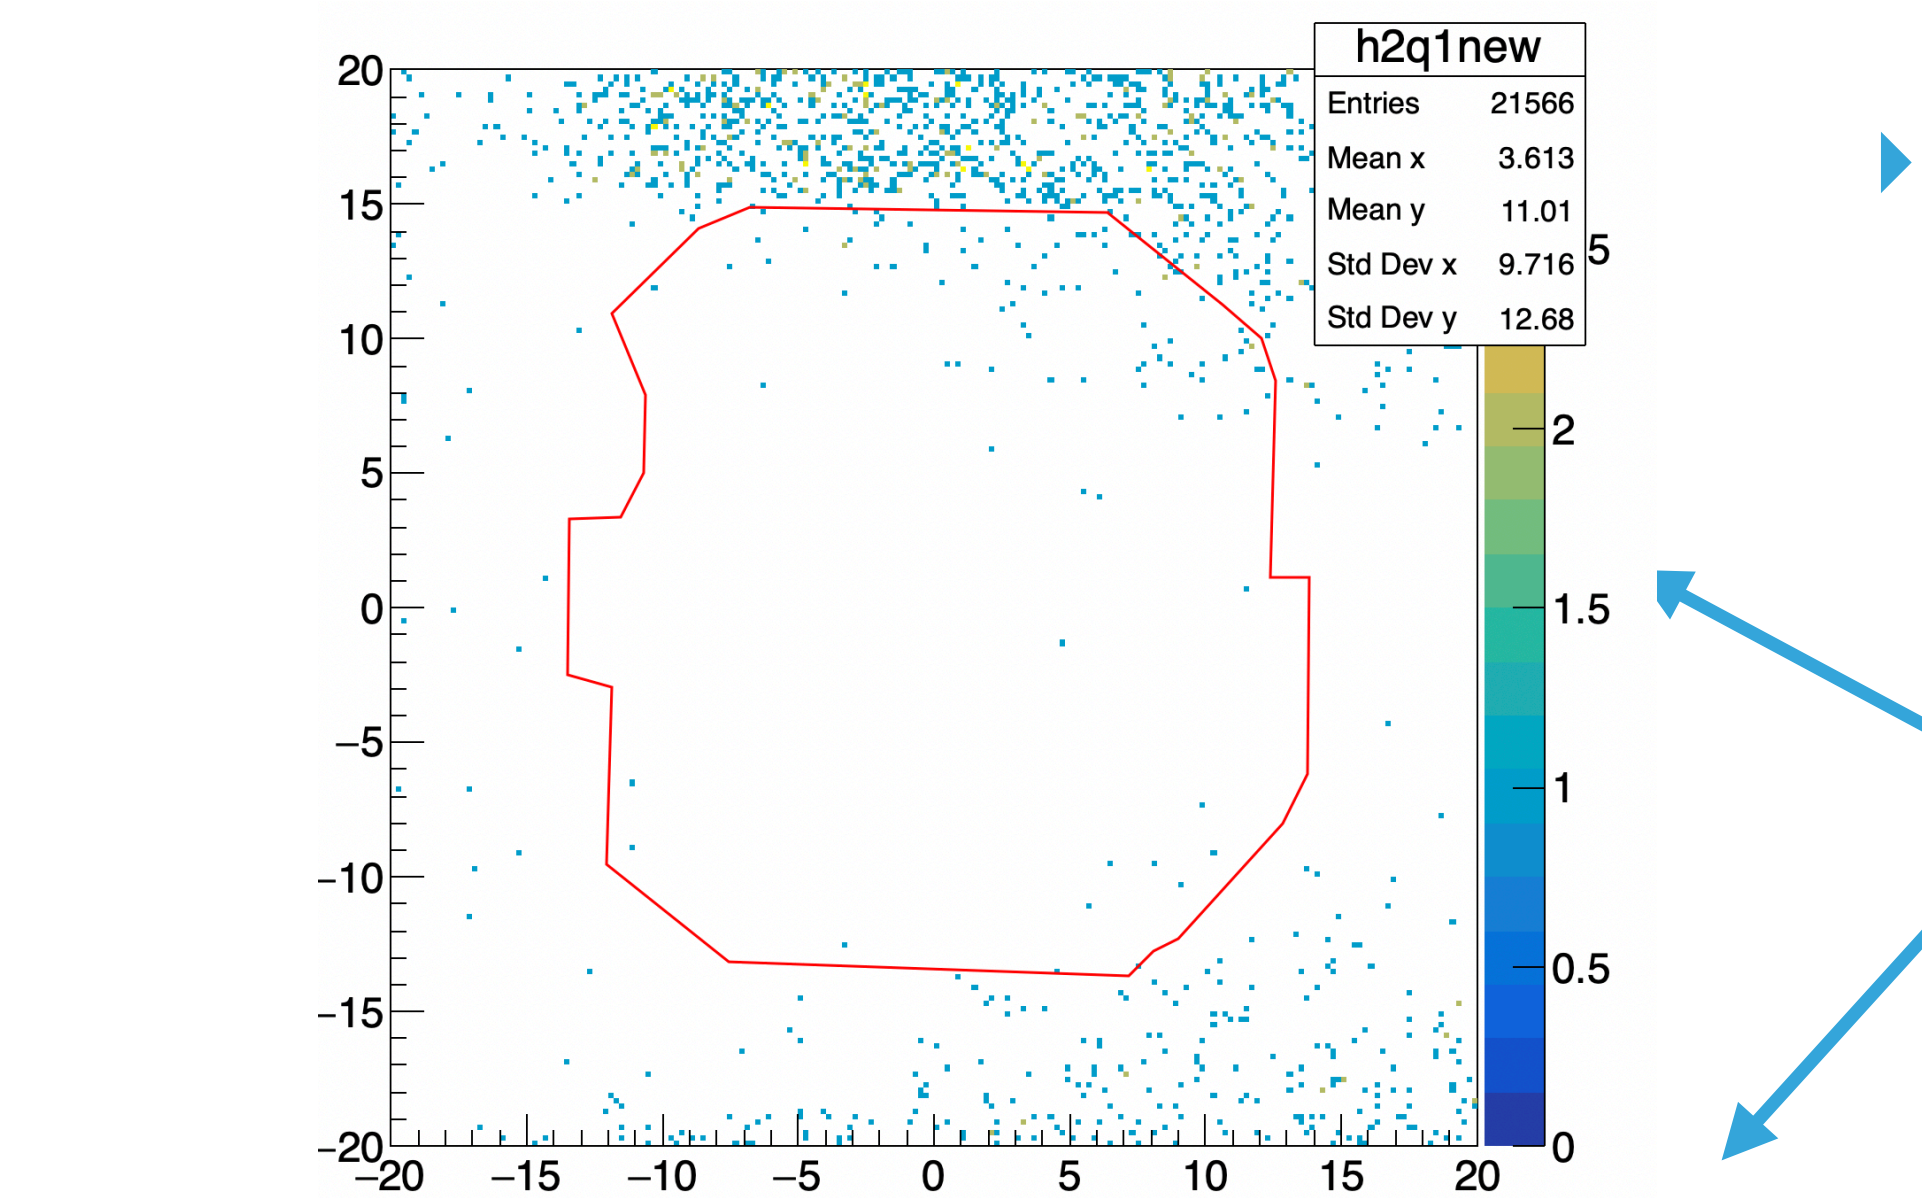 h2q1new
Entries 21566
Mean x 3.613
Mean y 11.01
Std Dev x 9.716
Std Dev y 12.68
20
15
10
5
0
−5
−10
−15
−20
−20 −15 −10 −5 0 5 10 15 20
5
2
1.5
1
0.5
0